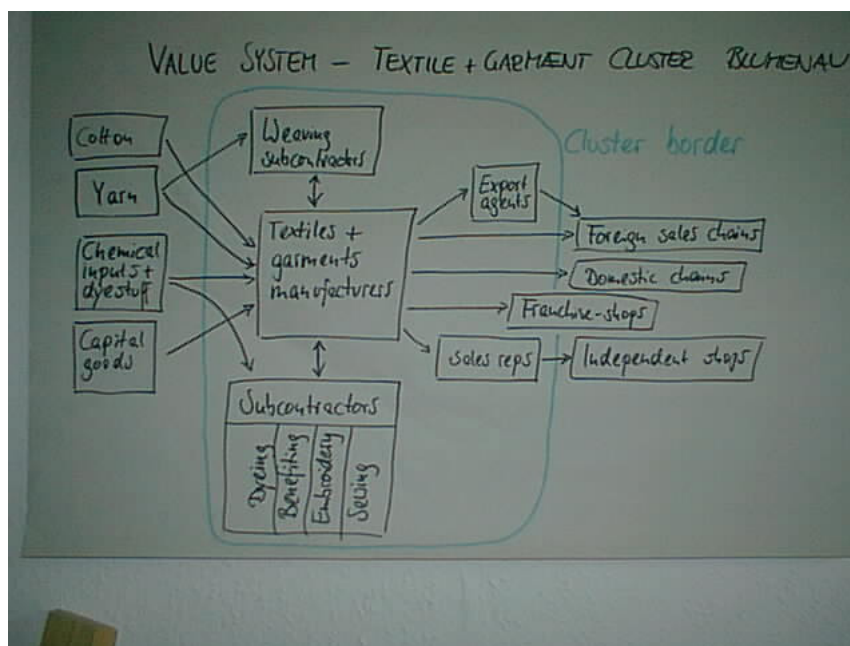 VALUE SYSTEM – TEXTILE + GARMENT CLUSTER BLUMENAU
Cotton
Yarn
Chemical
inputs +
dyestuff
Capital
goods
Weaving
subcontractors
Textiles +
garments
manufacturers
Subcontractors
Dyeing
Benefiting
Embroidery
Sewing
Cluster border
Export
agents
Foreign sales chains
Domestic chains
Franchise-shops
Sales reps
Independent shops